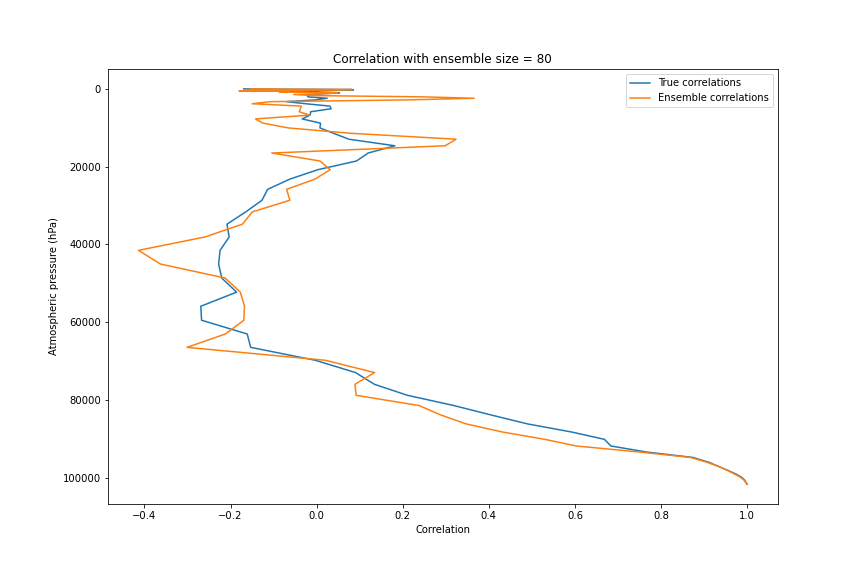 Correlation with ensemble size = 80
True correlations
Ensemble correlations
0
20000
40000
60000
80000
100000
Atmospheric pressure (hPa)
−0.4 −0.2 0.0 0.2 0.4 0.6 0.8 1.0
Correlation